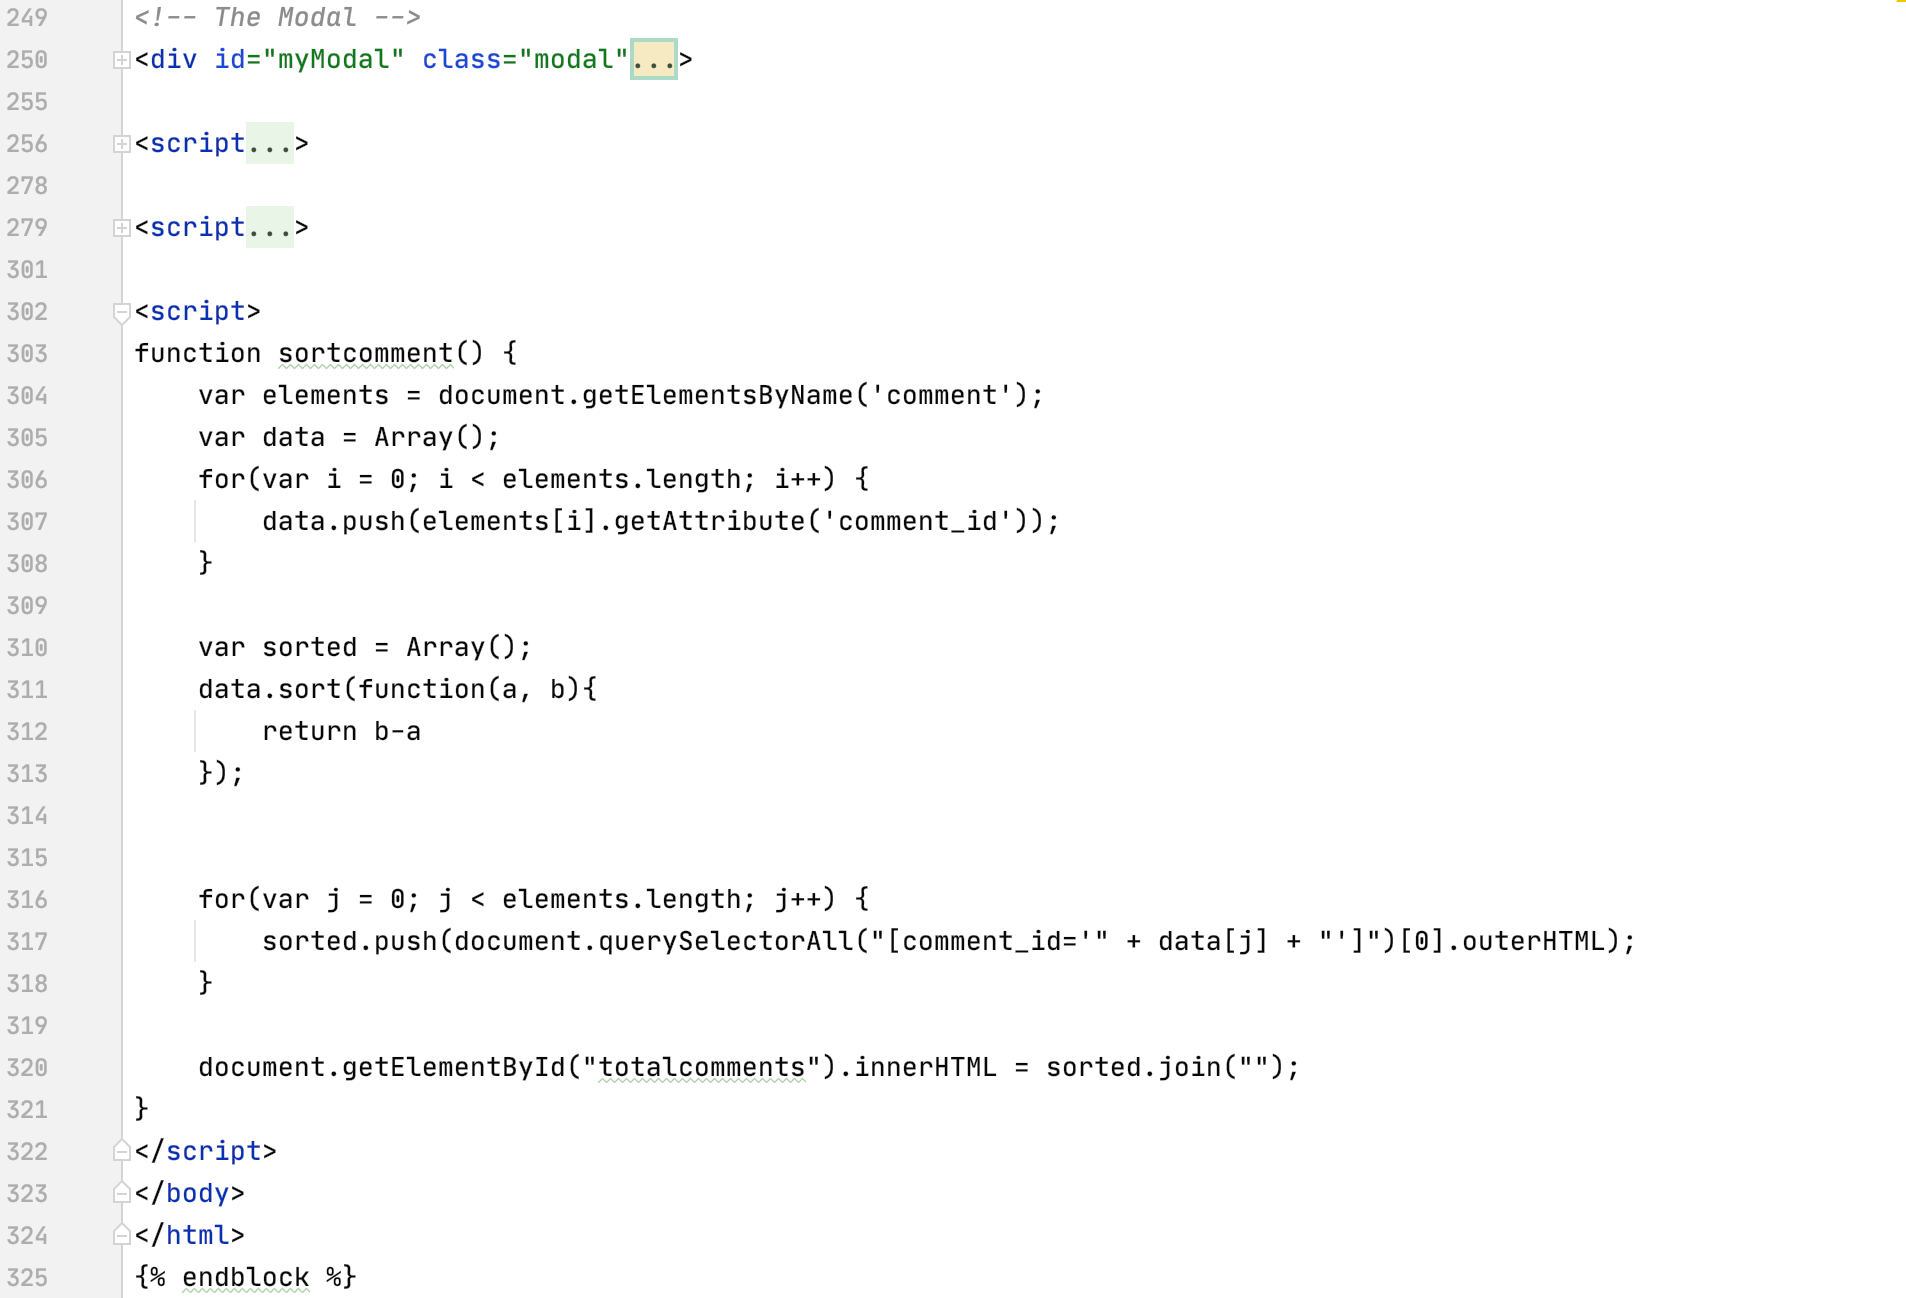 249 <!-- The Modal -->
250 <div id="myModal" class="modal"...>
255
256 <script...>
278
279 <script...>
301
302 <script>
303 function sortcomment() {
304     var elements = document.getElementsByName('comment');
305     var data = Array();
306     for(var i = 0; i < elements.length; i++) {
307         data.push(elements[i].getAttribute('comment_id'));
308     }
309
310     var sorted = Array();
311     data.sort(function(a, b){
312         return b-a
313     });
314
315
316     for(var j = 0; j < elements.length; j++) {
317         sorted.push(document.querySelectorAll("[comment_id='" + data[j] + "']")[0].outerHTML);
318     }
319
320     document.getElementById("totalcomments").innerHTML = sorted.join("");
321 }
322 </script>
323 </body>
324 </html>
325 {% endblock %}